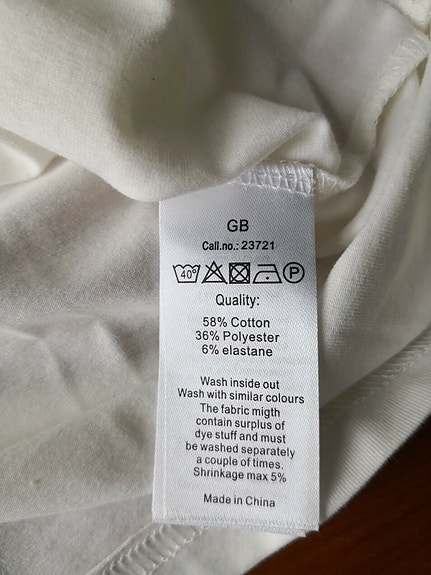 GB
Call.no.: 23721
40° P
Quality:
58% Cotton
36% Polyester
6% elastane
Wash inside out
Wash with similar colours
The fabric migth
contain surplus of
dye stuff and must
be washed separately
a couple of times.
Shrinkage max 5%
Made in China